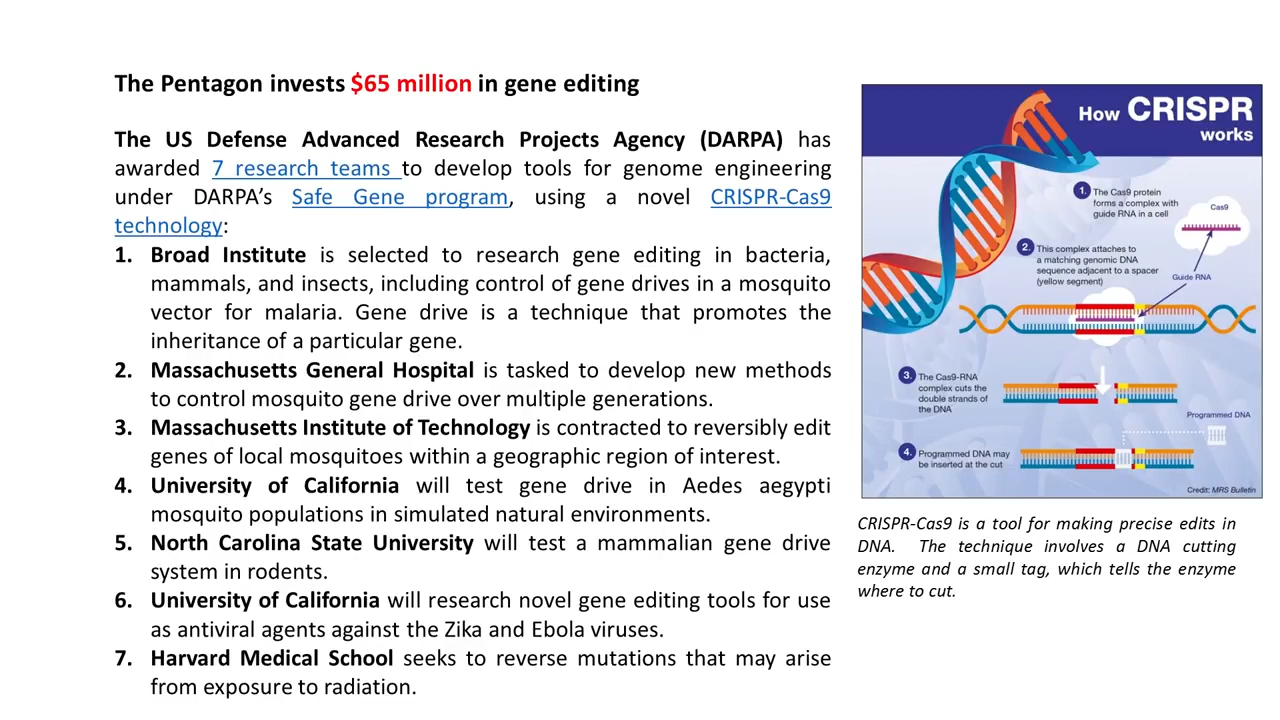 The Pentagon invests $65 million in gene editing
The US Defense Advanced Research Projects Agency (DARPA) has
awarded 7 research teams to develop tools for genome engineering
under DARPA’s Safe Gene program, using a novel CRISPR-Cas9
technology:
1. Broad Institute is selected to research gene editing in bacteria,
mammals, and insects, including control of gene drives in a mosquito
vector for malaria. Gene drive is a technique that promotes the
inheritance of a particular gene.
2. Massachusetts General Hospital is tasked to develop new methods
to control mosquito gene drive over multiple generations.
3. Massachusetts Institute of Technology is contracted to reversibly edit
genes of local mosquitoes within a geographic region of interest.
4. University of California will test gene drive in Aedes aegypti
mosquito populations in simulated natural environments.
5. North Carolina State University will test a mammalian gene drive
system in rodents.
6. University of California will research novel gene editing tools for use
as antiviral agents against the Zika and Ebola viruses.
7. Harvard Medical School seeks to reverse mutations that may arise
from exposure to radiation.
How CRISPR
works
1. The Cas9 protein
forms a complex with
guide RNA in a cell
Cas9
2. This complex attaches to
a matching genomic DNA
sequence adjacent to a spacer
(yellow segment)
Guide RNA
3. The Cas9-RNA
complex cuts the
double strands of
the DNA
Programmed DNA
4. Programmed DNA may
be inserted at the cut
Credit: MRS Bulletin
CRISPR-Cas9 is a tool for making precise edits in
DNA. The technique involves a DNA cutting
enzyme and a small tag, which tells the enzyme
where to cut.